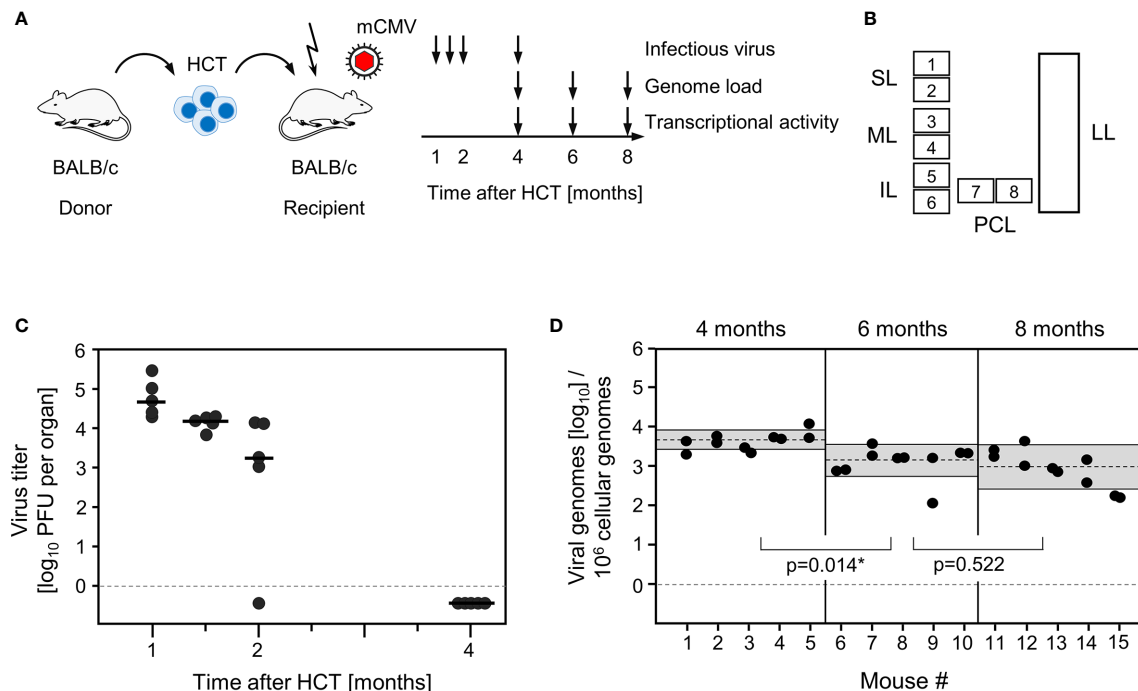 A
HCT
mCMV
BALB/c
BALB/c
Donor
Recipient
Infectious virus
Genome load
Transcriptional activity
1 2 4 6 8
Time after HCT [months]
B
SL
ML
IL
1
2
3
4
5
6
7 8
PCL
LL
C
Virus titer
[log10 PFU per organ]
6
5
4
3
2
1
0
1 2 4
Time after HCT [months]
D
4 months 6 months 8 months
Viral genomes [log10] /
10^6 cellular genomes
6
5
4
3
2
1
0
p=0.014*
p=0.522
1 2 3 4 5 6 7 8 9 10 11 12 13 14 15
Mouse #